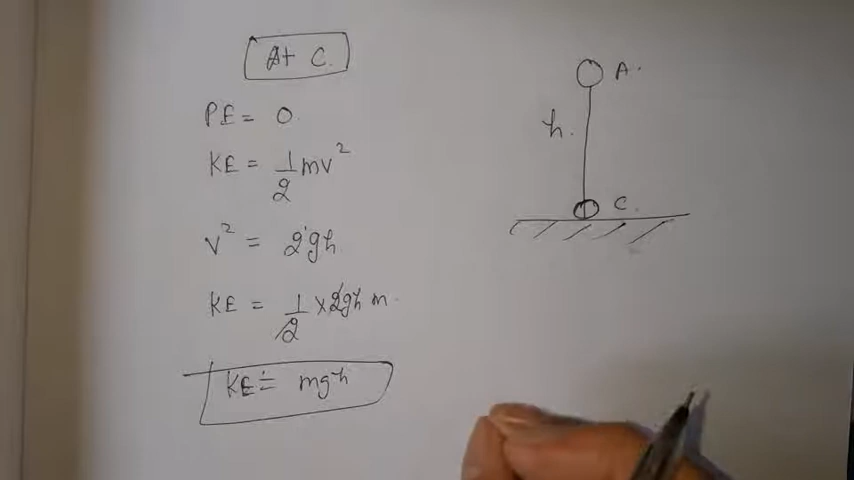 At C.
PE = 0
KE = 1/2 mv²
v² = 2gh
KE = 1/2 × 2gh m.
KE = mgh
A.
h.
C.